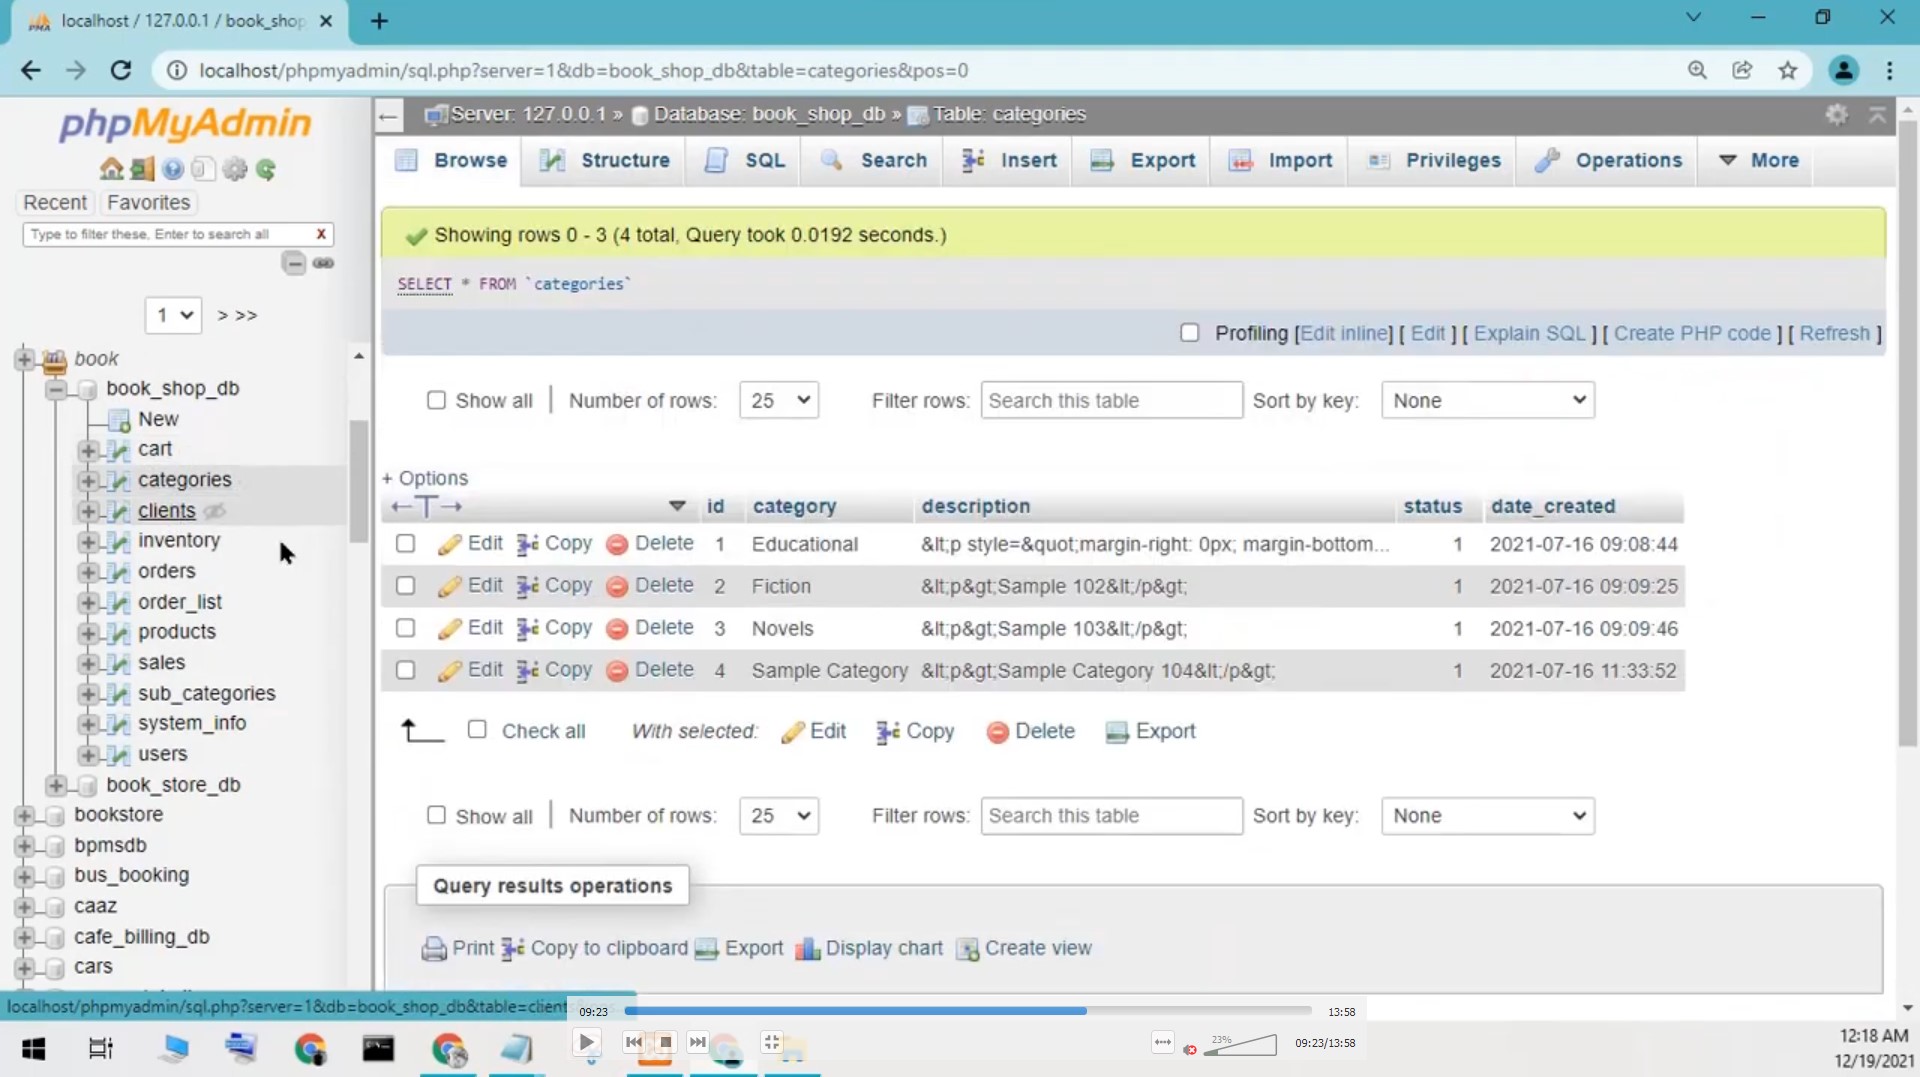 localhost / 127.0.0.1 / book_shop
localhost/phpmyadmin/sql.php?server=1&db=book_shop_db&table=categories&pos=0
phpMyAdmin
Recent Favorites
Type to filter these, Enter to search all X
1 > >>
book
book_shop_db
New
cart
categories
clients
inventory
orders
order_list
products
sales
sub_categories
system_info
users
book_store_db
bookstore
bpmsdb
bus_booking
caaz
cafe_billing_db
cars
Server: 127.0.0.1 » Database: book_shop_db » Table: categories
Browse Structure SQL Search Insert Export Import Privileges Operations More
Showing rows 0 - 3 (4 total, Query took 0.0192 seconds.)
SELECT * FROM `categories`
Profiling [Edit inline] [ Edit ] [ Explain SQL ] [ Create PHP code ] [ Refresh ]
Show all Number of rows: 25 Filter rows: Search this table Sort by key: None
+ Options
←T→ id category description status date_created
Edit Copy Delete 1 Educational &lt;p style=&quot;margin-right: 0px; margin-bottom... 1 2021-07-16 09:08:44
Edit Copy Delete 2 Fiction &lt;p&gt;Sample 102&lt;/p&gt; 1 2021-07-16 09:09:25
Edit Copy Delete 3 Novels &lt;p&gt;Sample 103&lt;/p&gt; 1 2021-07-16 09:09:46
Edit Copy Delete 4 Sample Category &lt;p&gt;Sample Category 104&lt;/p&gt; 1 2021-07-16 11:33:52
Check all With selected: Edit Copy Delete Export
Show all Number of rows: 25 Filter rows: Search this table Sort by key: None
Query results operations
Print Copy to clipboard Export Display chart Create view
localhost/phpmyadmin/sql.php?server=1&db=book_shop_db&table=client
09:23 13:58
23% 09:23/13:58
12:18 AM
12/19/2021